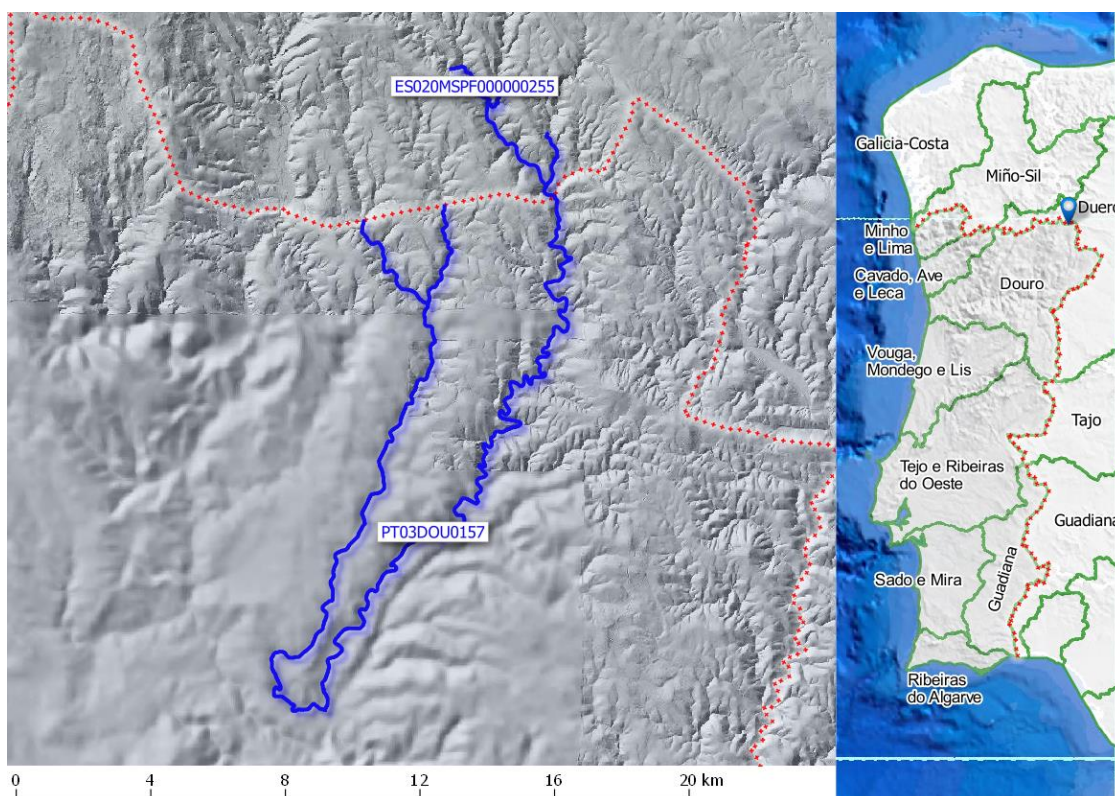 ES020MSPF000000255
PT03DOU0157
0 4 8 12 16 20 km
Galicia-Costa
Miño-Sil
Duero
Minho
e Lima
Cavado, Ave
e Leca
Douro
Vouga,
Mondego e Lis
Tajo
Tejo e Ribeiras
do Oeste
Guadiana
Sado e Mira
Guadiana
Ribeiras
do Algarve